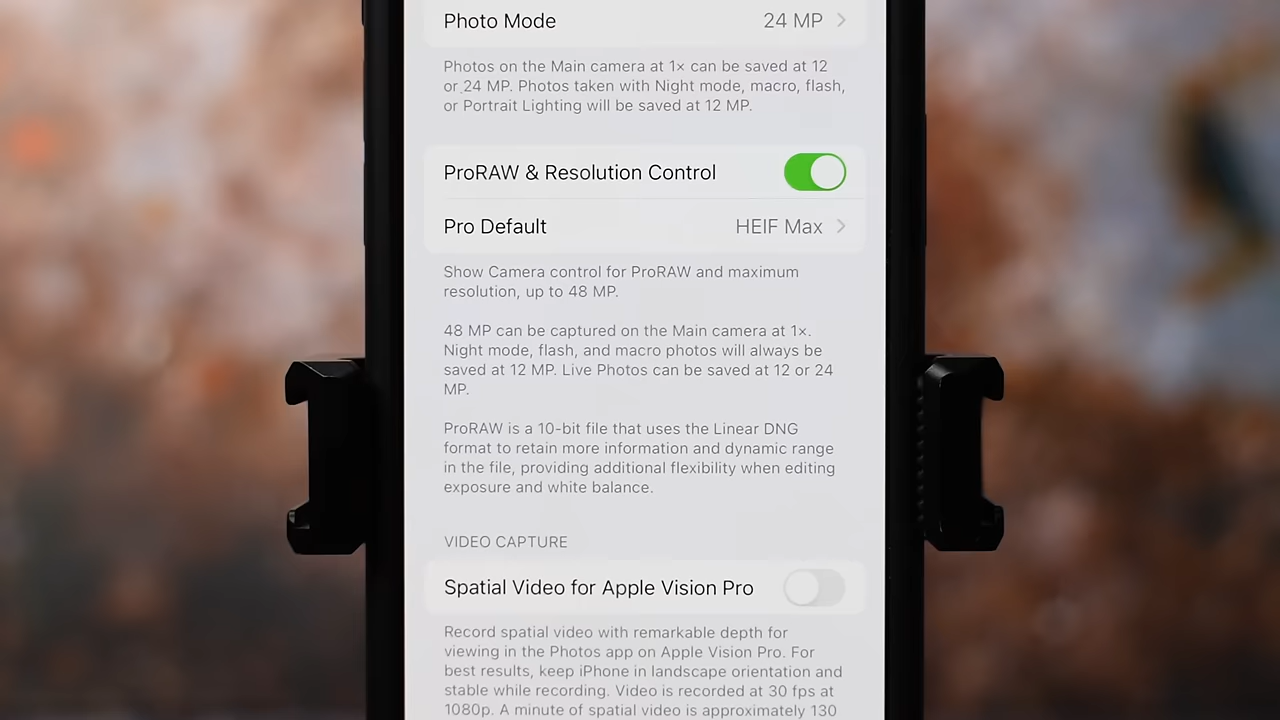 Photo Mode 24 MP
Photos on the Main camera at 1× can be saved at 12
or 24 MP. Photos taken with Night mode, macro, flash,
or Portrait Lighting will be saved at 12 MP.
ProRAW & Resolution Control
Pro Default HEIF Max
Show Camera control for ProRAW and maximum
resolution, up to 48 MP.
48 MP can be captured on the Main camera at 1×.
Night mode, flash, and macro photos will always be
saved at 12 MP. Live Photos can be saved at 12 or 24
MP.
ProRAW is a 10-bit file that uses the Linear DNG
format to retain more information and dynamic range
in the file, providing additional flexibility when editing
exposure and white balance.
VIDEO CAPTURE
Spatial Video for Apple Vision Pro
Record spatial video with remarkable depth for
viewing in the Photos app on Apple Vision Pro. For
best results, keep iPhone in landscape orientation and
stable while recording. Video is recorded at 30 fps at
1080p. A minute of spatial video is approximately 130